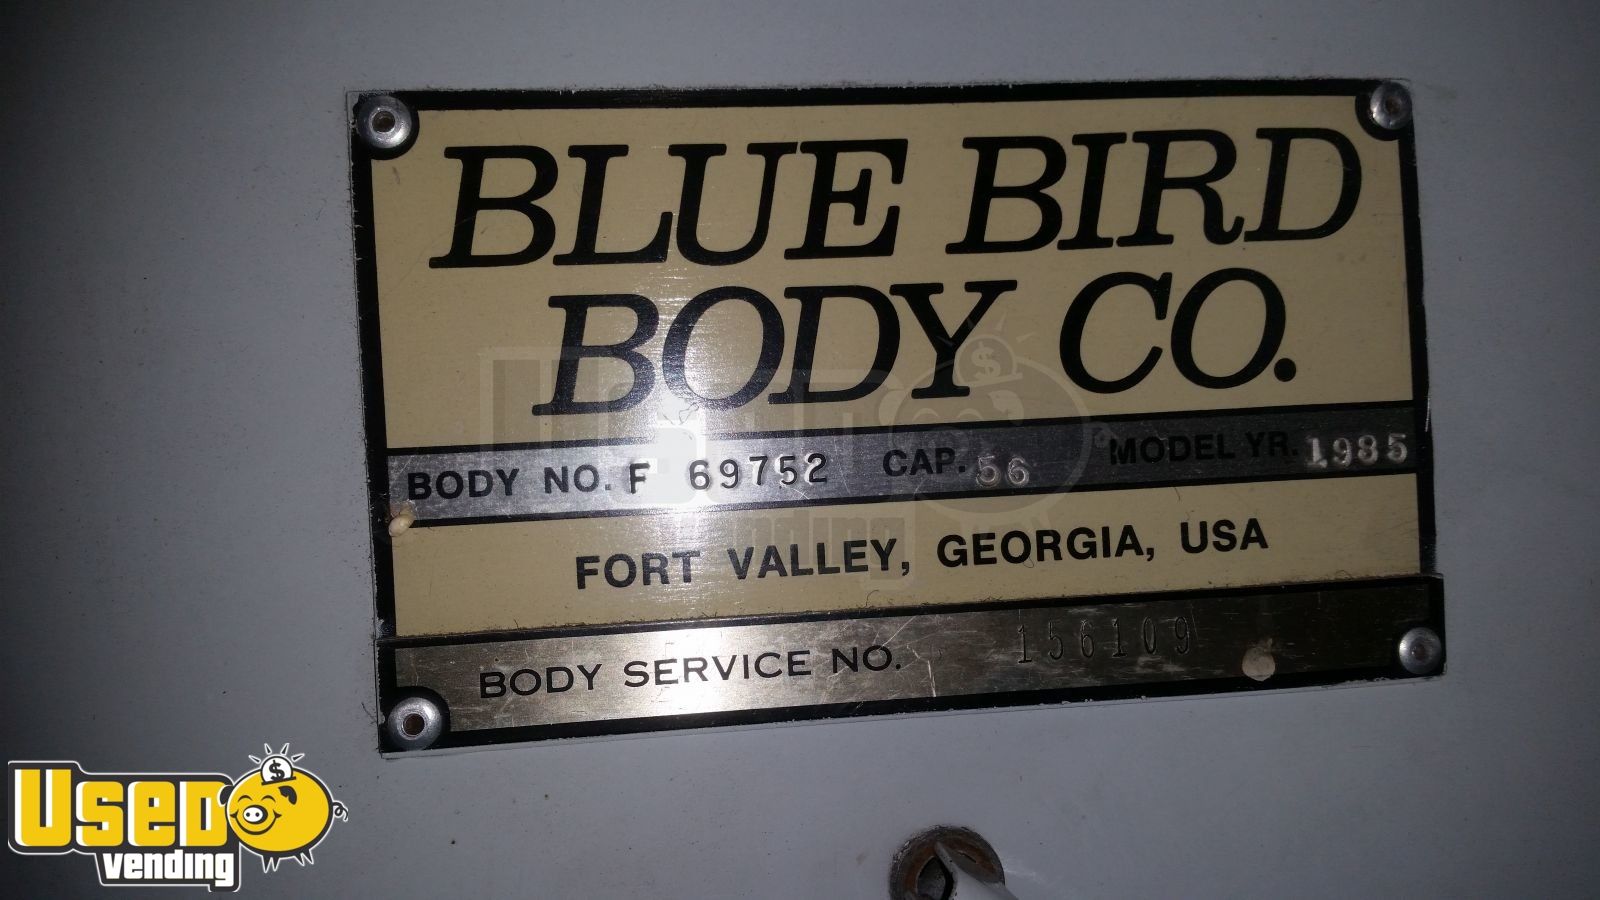 BLUE BIRD
BODY CO.
BODY NO. F 69752 CAP. 56 MODEL YR. 1985
FORT VALLEY, GEORGIA, USA
BODY SERVICE NO. 156109
USED
vending